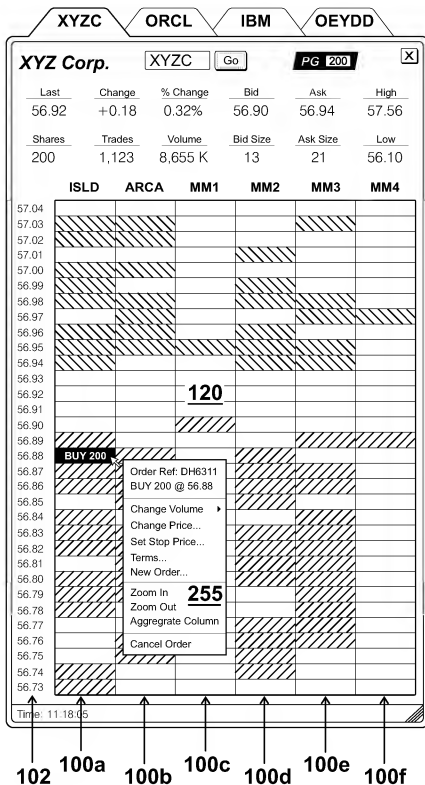 XYZC ORCL IBM OEYDD
XYZ Corp. XYZC Go PG 200 X
Last Change % Change Bid Ask High
56.92 +0.18 0.32% 56.90 56.94 57.56
Shares Trades Volume Bid Size Ask Size Low
200 1,123 8,655 K 13 21 56.10
ISLD ARCA MM1 MM2 MM3 MM4
57.04
57.03
57.02
57.01
57.00
56.99
56.98
56.97
56.96
56.95
56.94
56.93
56.92 120
56.91
56.90
56.89
56.88 BUY 200
56.87 Order Ref: DH6311
56.86 BUY 200 @ 56.88
56.85 Change Volume
56.84 Change Price...
56.83 Set Stop Price...
56.82 Terms...
56.81 New Order...
56.80 Zoom In 255
56.79 Zoom Out
56.78 Aggregrate Column
56.77
56.76 Cancel Order
56.75
56.74
56.73
Time: 11:18:05
102 100a 100b 100c 100d 100e 100f